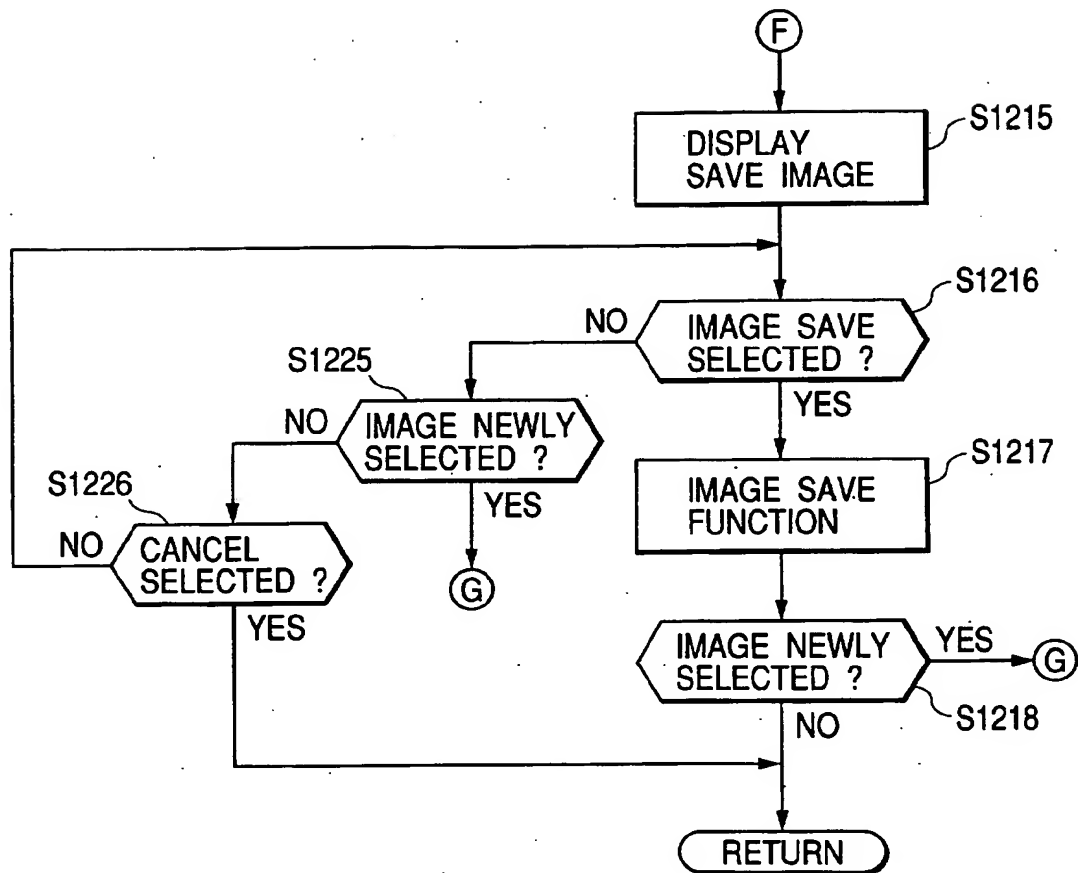 F
DISPLAY
SAVE IMAGE
S1215
S1216
IMAGE SAVE
SELECTED ?
NO
YES
S1225
IMAGE NEWLY
SELECTED ?
NO
YES
G
S1217
IMAGE SAVE
FUNCTION
S1226
CANCEL
SELECTED ?
NO
YES
IMAGE NEWLY
SELECTED ?
YES
G
S1218
NO
RETURN